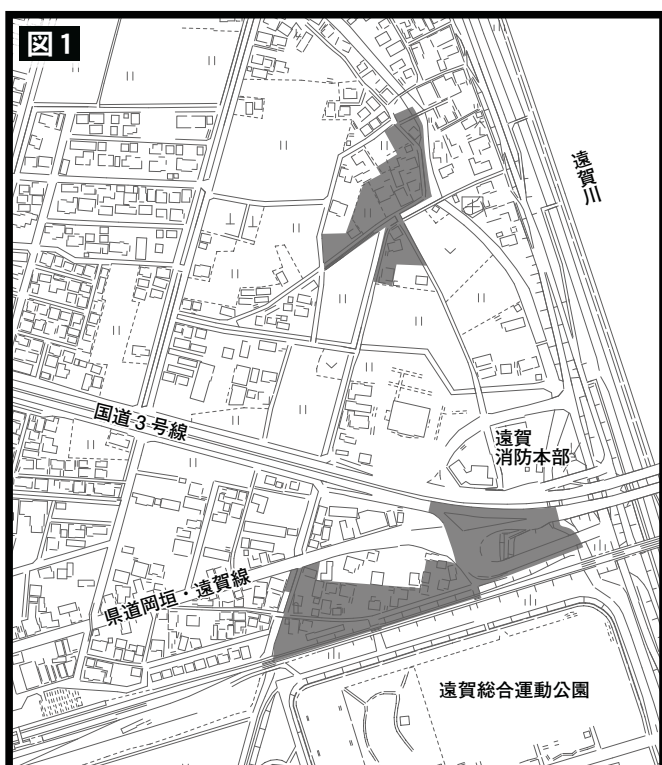 図1
遠賀川
国道3号線
遠賀
消防本部
県道岡垣・遠賀線
遠賀総合運動公園